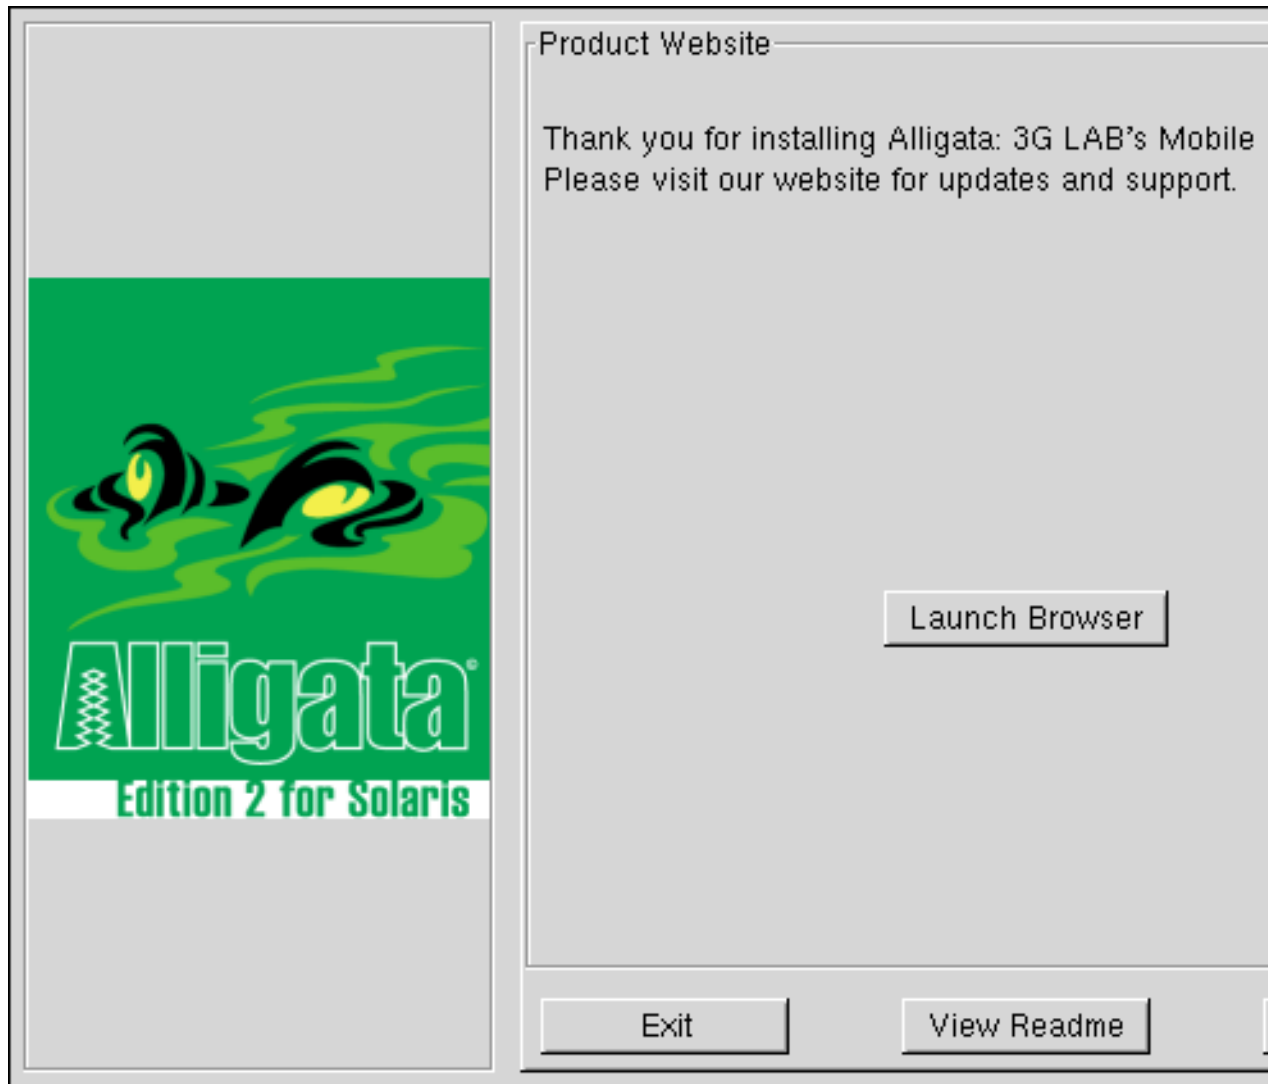 Product Website
Thank you for installing Alligata: 3G LAB's Mobile
Please visit our website for updates and support.
Launch Browser
Alligata©
Edition 2 for Solaris
Exit
View Readme